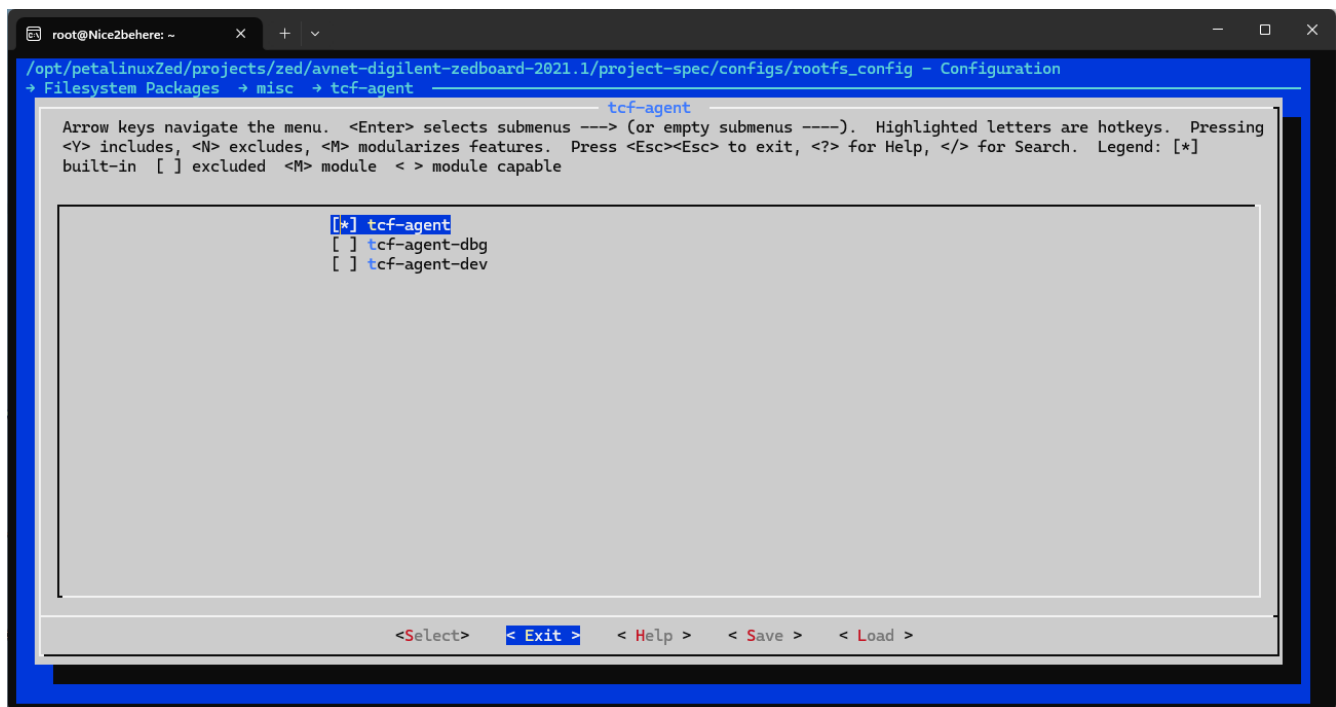 root@Nice2behere: ~
/opt/petalinuxZed/projects/zed/avnet-digilent-zedboard-2021.1/project-spec/configs/rootfs_config - Configuration
→ Filesystem Packages → misc → tcf-agent
tcf-agent
Arrow keys navigate the menu. <Enter> selects submenus ---> (or empty submenus ----). Highlighted letters are hotkeys. Pressing
<Y> includes, <N> excludes, <M> modularizes features. Press <Esc><Esc> to exit, <?> for Help, </> for Search. Legend: [*]
built-in [ ] excluded <M> module < > module capable
[*] tcf-agent
[ ] tcf-agent-dbg
[ ] tcf-agent-dev
<Select> < Exit > < Help > < Save > < Load >